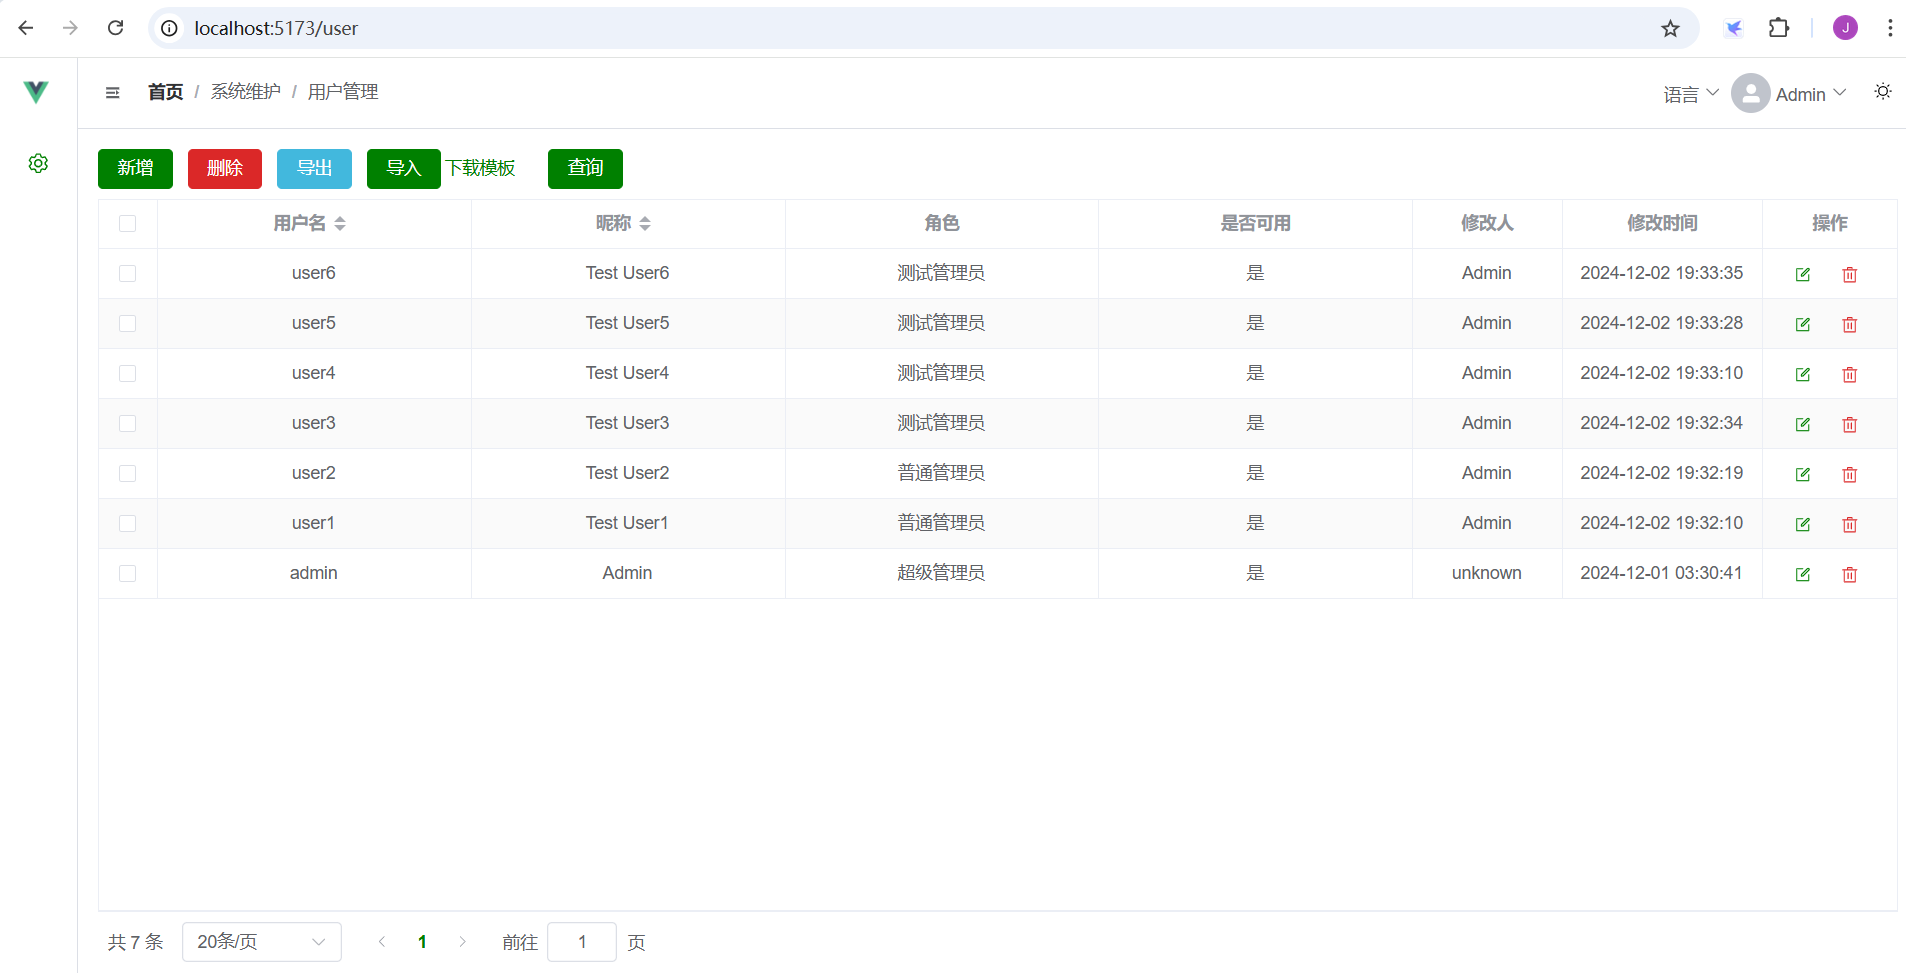 localhost:5173/user
J
首页 / 系统维护 / 用户管理
语言 Admin
新增 删除 导出 导入 下载模板 查询
用户名 昵称 角色 是否可用 修改人 修改时间 操作
user6 Test User6 测试管理员 是 Admin 2024-12-02 19:33:35
user5 Test User5 测试管理员 是 Admin 2024-12-02 19:33:28
user4 Test User4 测试管理员 是 Admin 2024-12-02 19:33:10
user3 Test User3 测试管理员 是 Admin 2024-12-02 19:32:34
user2 Test User2 普通管理员 是 Admin 2024-12-02 19:32:19
user1 Test User1 普通管理员 是 Admin 2024-12-02 19:32:10
admin Admin 超级管理员 是 unknown 2024-12-01 03:30:41
共 7 条 20条/页 1 前往 1 页